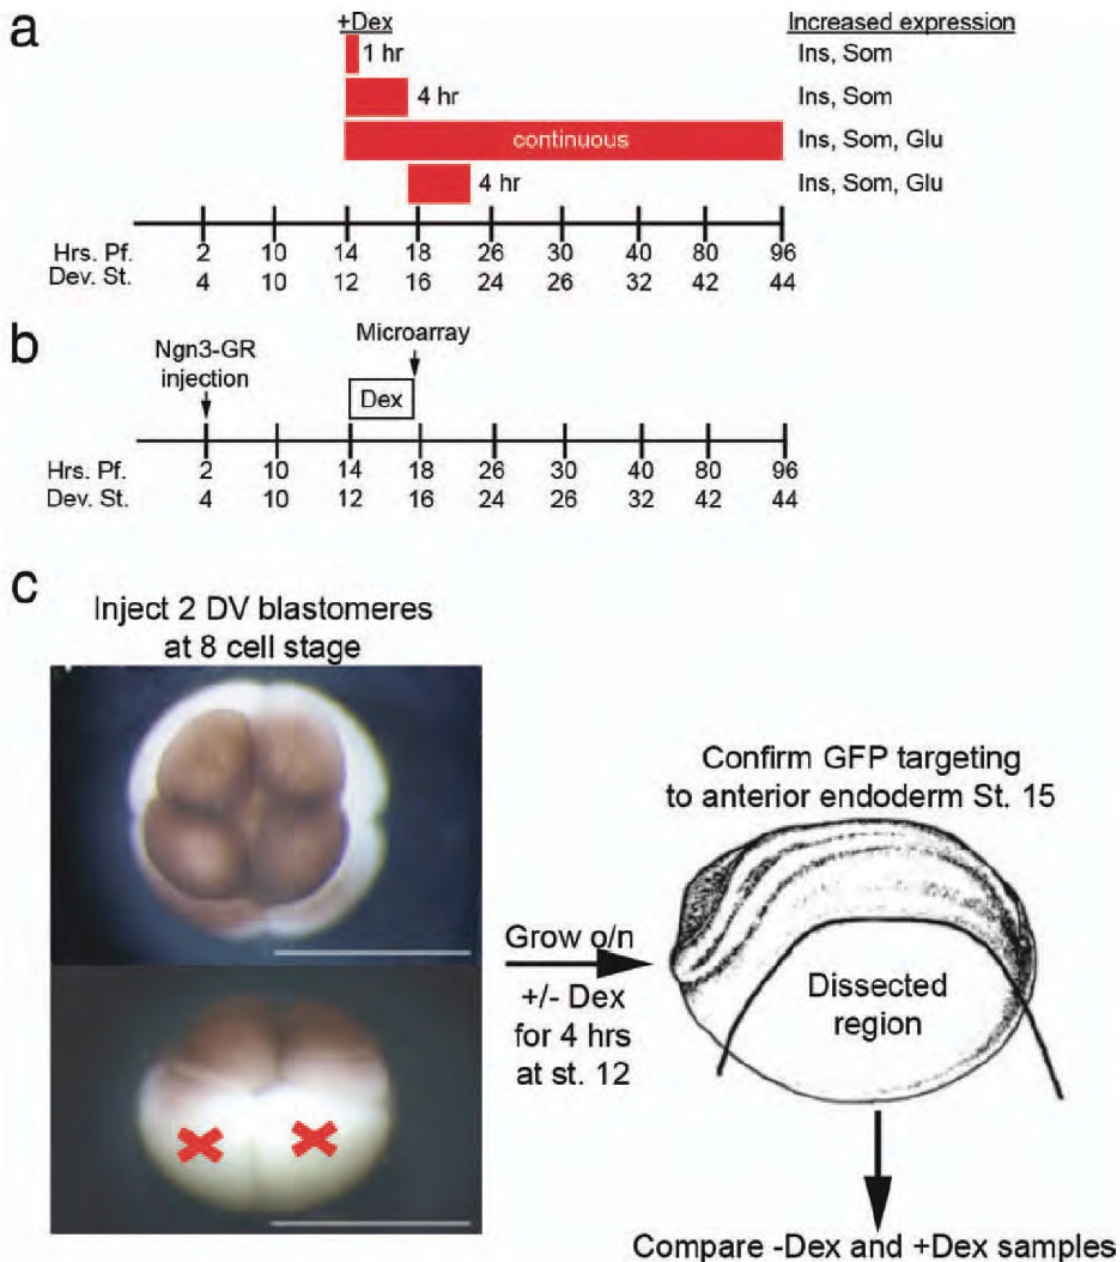 a
+Dex
Increased expression
1 hr
Ins, Som
4 hr
Ins, Som
continuous
Ins, Som, Glu
4 hr
Ins, Som, Glu
Hrs. Pf. 2 10 14 18 26 30 40 80 96
Dev. St. 4 10 12 16 24 26 32 42 44
b
Ngn3-GR
injection
Microarray
Dex
Hrs. Pf. 2 10 14 18 26 30 40 80 96
Dev. St. 4 10 12 16 24 26 32 42 44
c
Inject 2 DV blastomeres
at 8 cell stage
Grow o/n
+/- Dex
for 4 hrs
at st. 12
Confirm GFP targeting
to anterior endoderm St. 15
Dissected
region
Compare -Dex and +Dex samples